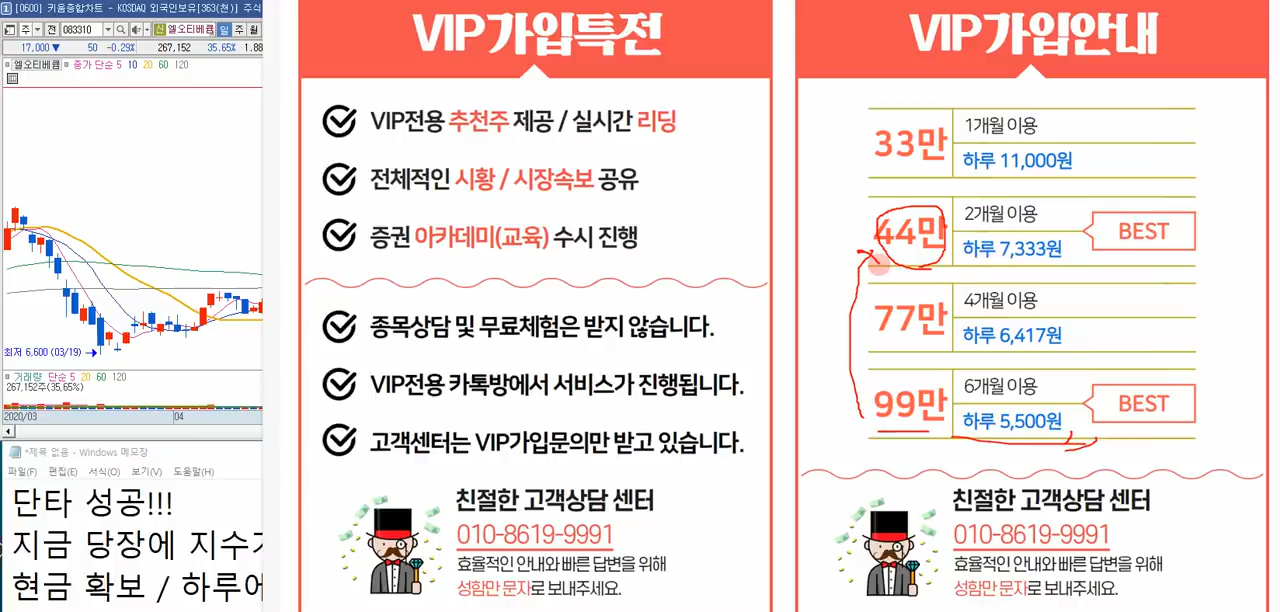 [0600] 키움종합차트 - KOSDAQ 외국인보유[363(천)] 주식
주 전 083310 신 엘오티베큠 일 주 월
17,000 ▼ 50 -0.29% 267,152 35.65% 1.88
엘오티베큠 종가 단순 5 10 20 60 120
최저 6,600 (03/19)
거래량 단순 5 20 60 120
267,152주(35,65%)
2020/03 04
*제목 없음 - Windows 메모장
파일(F) 편집(E) 서식(O) 보기(V) 도움말(H)
단타 성공!!!
지금 당장에 지수가
현금 확보 / 하루에
VIP가입특전
VIP전용 추천주 제공 / 실시간 리딩
전체적인 시황 / 시장속보 공유
증권 아카데미(교육) 수시 진행
종목상담 및 무료체험은 받지 않습니다.
VIP전용 카톡방에서 서비스가 진행됩니다.
고객센터는 VIP가입문의만 받고 있습니다.
친절한 고객상담 센터
010-8619-9991
효율적인 안내와 빠른 답변을 위해
성함만 문자로 보내주세요.
VIP가입안내
33만
1개월 이용
하루 11,000원
44만
2개월 이용
하루 7,333원
BEST
77만
4개월 이용
하루 6,417원
99만
6개월 이용
하루 5,500원
BEST
친절한 고객상담 센터
010-8619-9991
효율적인 안내와 빠른 답변을 위해
성함만 문자로 보내주세요.